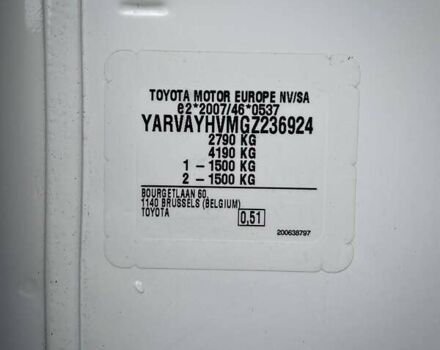 TOYOTA MOTOR EUROPE NV/SA
e2*2007/46*0537
YARVAYHVMGZ236924
2790 KG
4190 KG
1 - 1500 KG
2 - 1500 KG
BOURGETLAAN 60,
1140 BRUSSELS (BELGIUM)
TOYOTA
0,51
200638797